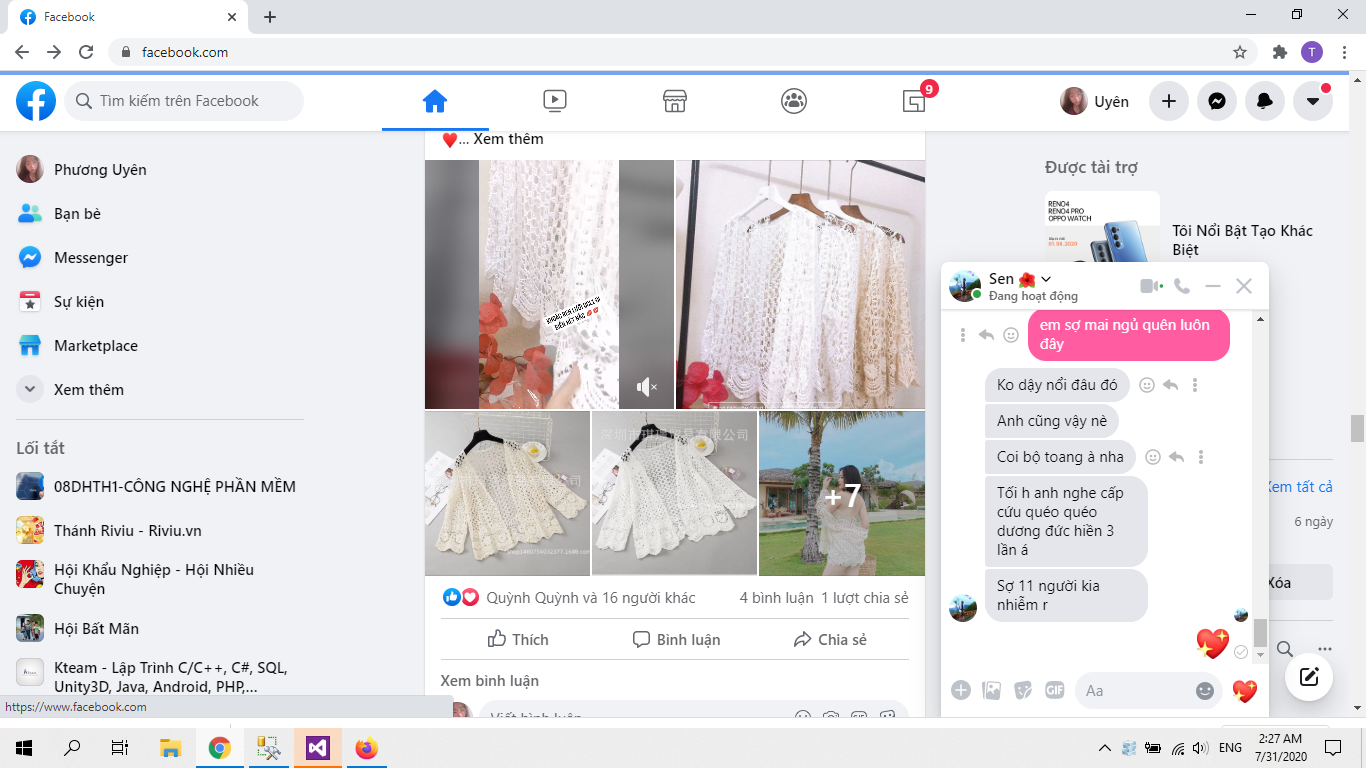 Facebook
facebook.com
Tìm kiếm trên Facebook
9
Uyên
Phương Uyên
Bạn bè
Messenger
Sự kiện
Marketplace
Xem thêm
Lối tắt
08DHTH1-CÔNG NGHỆ PHẦN MỀM
Thánh Riviu - Riviu.vn
Hội Khẩu Nghiệp - Hội Nhiều
Chuyện
Hội Bất Mãn
Kteam - Lập Trình C/C++, C#, SQL,
Unity3D, Java, Android, PHP,...
https://www.facebook.com
❤️... Xem thêm
+7
Quỳnh Quỳnh và 16 người khác
4 bình luận 1 lượt chia sẻ
Thích
Bình luận
Chia sẻ
Xem bình luận
Viết bình luận
Được tài trợ
RENO4
RENO4 PRO
OPPO WATCH
Tôi Nổi Bật Tạo Khác
Biệt
Sen 🌺
Đang hoạt động
em sợ mai ngủ quên luôn
đây
Ko dậy nổi đâu đó
Anh cũng vậy nè
Coi bộ toang à nha
Tối h anh nghe cấp
cứu quéo quéo
dương đức hiền 3
lần á
Sợ 11 người kia
nhiễm r
Aa
GIF
Xem tất cả
6 ngày
Xóa
ENG
2:27 AM
7/31/2020
T